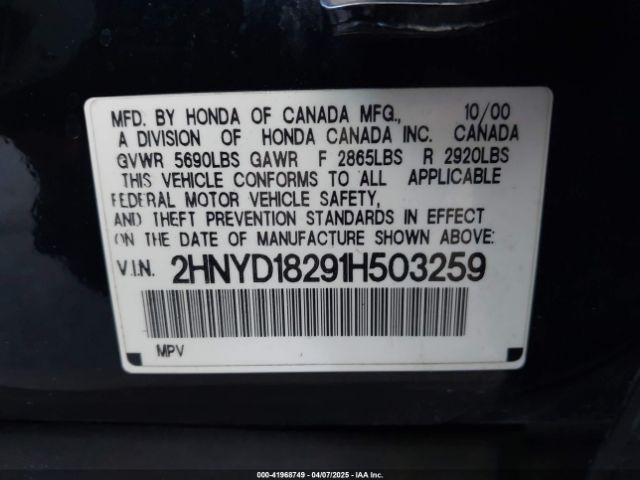 MFD. BY HONDA OF CANADA MFG., 10/00
A DIVISION OF HONDA CANADA INC. CANADA
GVWR 5690LBS GAWR F 2865LBS R 2920LBS
THIS VEHICLE CONFORMS TO ALL APPLICABLE
FEDERAL MOTOR VEHICLE SAFETY,
AND THEFT PREVENTION STANDARDS IN EFFECT
ON THE DATE OF MANUFACTURE SHOWN ABOVE:
V.I.N. 2HNYD18291H503259
MPV
000-41968749 04/07/2025 - IAAI.com